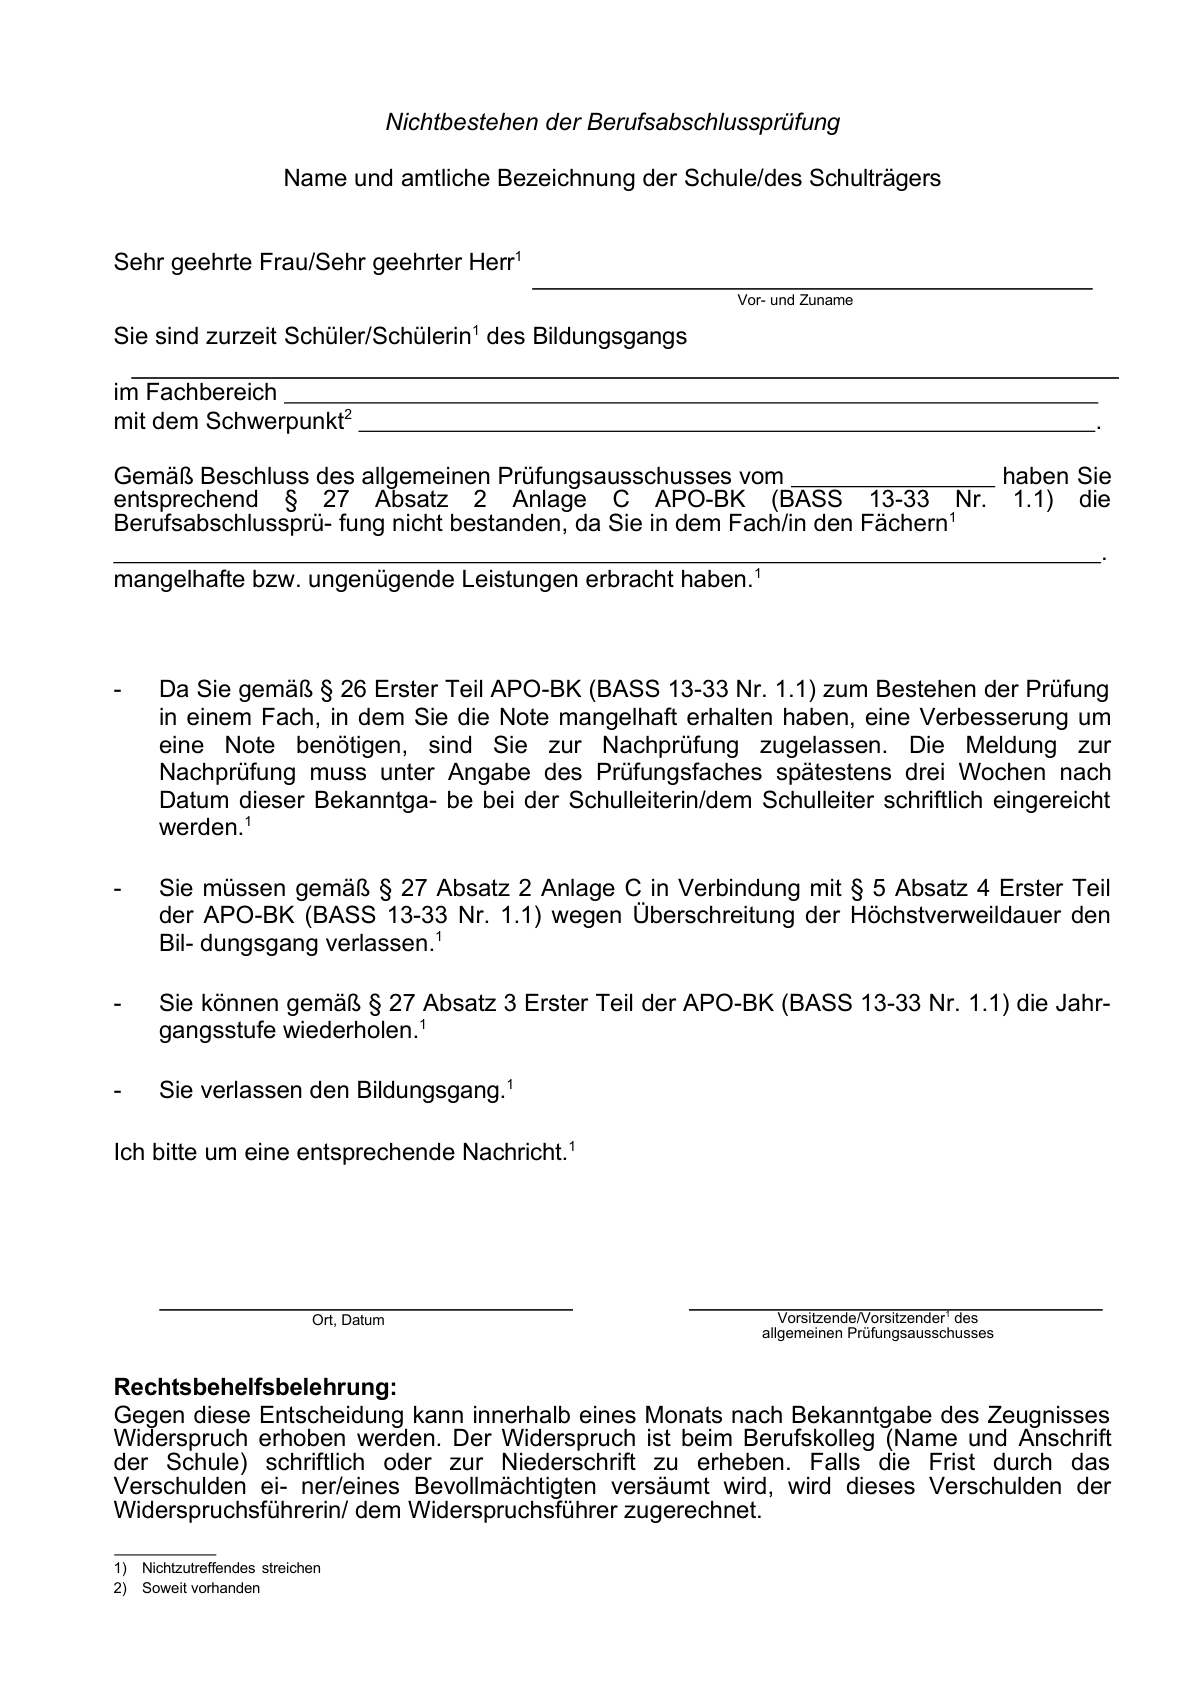 Nichtbestehen der Berufsabschlussprüfung
Name und amtliche Bezeichnung der Schule/des Schulträgers
Sehr geehrte Frau/Sehr geehrter Herr¹ ____________________
Vor- und Zuname
Sie sind zurzeit Schüler/Schülerin¹ des Bildungsgangs
____________________
im Fachbereich ____________________
mit dem Schwerpunkt² ____________________.
Gemäß Beschluss des allgemeinen Prüfungsausschusses vom _______________ haben Sie
entsprechend § 27 Absatz 2 Anlage C APO-BK (BASS 13-33 Nr. 1.1) die
Berufsabschlussprü- fung nicht bestanden, da Sie in dem Fach/in den Fächern¹
____________________.
mangelhafte bzw. ungenügende Leistungen erbracht haben.¹
- Da Sie gemäß § 26 Erster Teil APO-BK (BASS 13-33 Nr. 1.1) zum Bestehen der Prüfung
in einem Fach, in dem Sie die Note mangelhaft erhalten haben, eine Verbesserung um
eine Note benötigen, sind Sie zur Nachprüfung zugelassen. Die Meldung zur
Nachprüfung muss unter Angabe des Prüfungsfaches spätestens drei Wochen nach
Datum dieser Bekanntga- be bei der Schulleiterin/dem Schulleiter schriftlich eingereicht
werden.¹
- Sie müssen gemäß § 27 Absatz 2 Anlage C in Verbindung mit § 5 Absatz 4 Erster Teil
der APO-BK (BASS 13-33 Nr. 1.1) wegen Überschreitung der Höchstverweildauer den
Bil- dungsgang verlassen.¹
- Sie können gemäß § 27 Absatz 3 Erster Teil der APO-BK (BASS 13-33 Nr. 1.1) die Jahr-
gangsstufe wiederholen.¹
- Sie verlassen den Bildungsgang.¹
Ich bitte um eine entsprechende Nachricht.¹
Ort, Datum
Vorsitzende/Vorsitzender¹ des
allgemeinen Prüfungsausschusses
Rechtsbehelfsbelehrung:
Gegen diese Entscheidung kann innerhalb eines Monats nach Bekanntgabe des Zeugnisses
Widerspruch erhoben werden. Der Widerspruch ist beim Berufskolleg (Name und Anschrift
der Schule) schriftlich oder zur Niederschrift zu erheben. Falls die Frist durch das
Verschulden ei- ner/eines Bevollmächtigten versäumt wird, wird dieses Verschulden der
Widerspruchsführerin/ dem Widerspruchsführer zugerechnet.
1) Nichtzutreffendes streichen
2) Soweit vorhanden